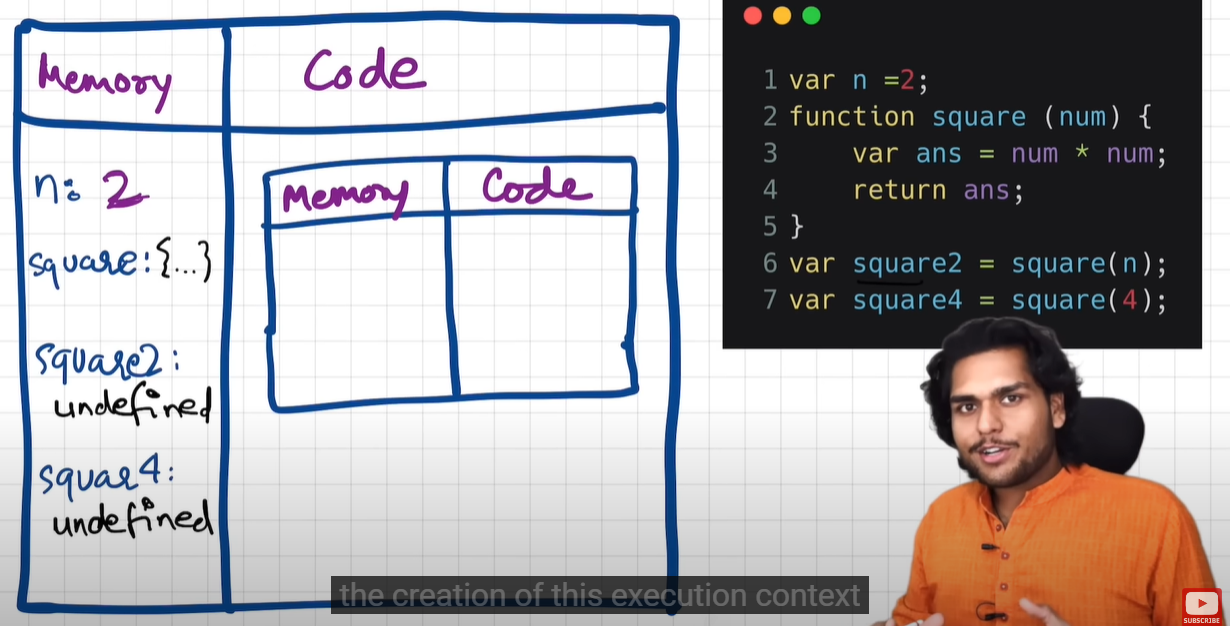 Memory
Code
n: 2
square: {...}
square2:
undefined
squar4:
undefined
Memory
Code
1 var n =2;
2 function square (num) {
3 var ans = num * num;
4 return ans;
5 }
6 var square2 = square(n);
7 var square4 = square(4);
the creation of this execution context
SUBSCRIBE